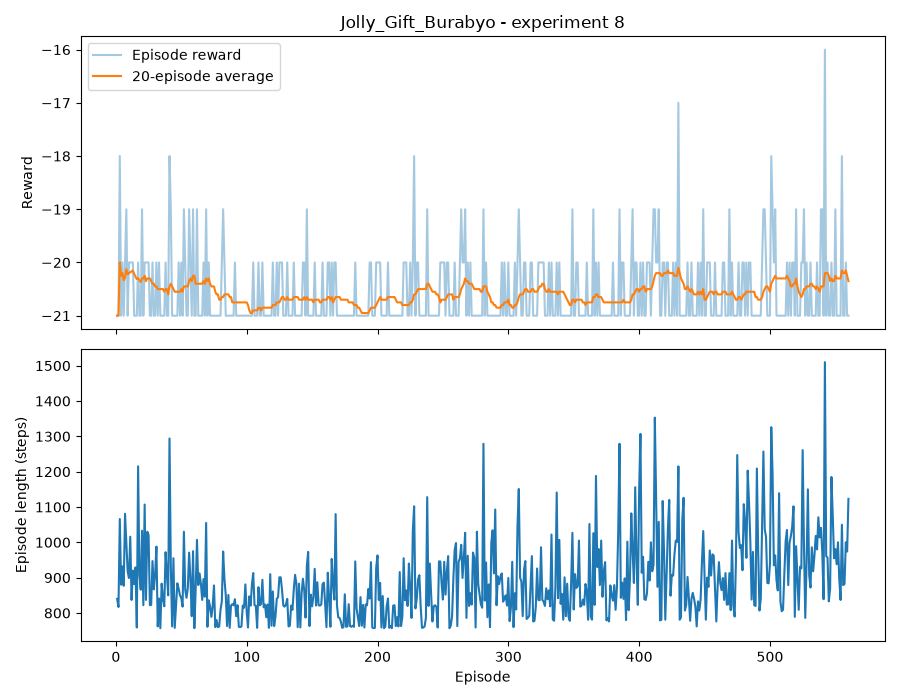 Jolly_Gift_Burabyo - experiment 8
Episode reward
20-episode average
Reward
−16
−17
−18
−19
−20
−21
Episode length (steps)
1500
1400
1300
1200
1100
1000
900
800
0 100 200 300 400 500
Episode